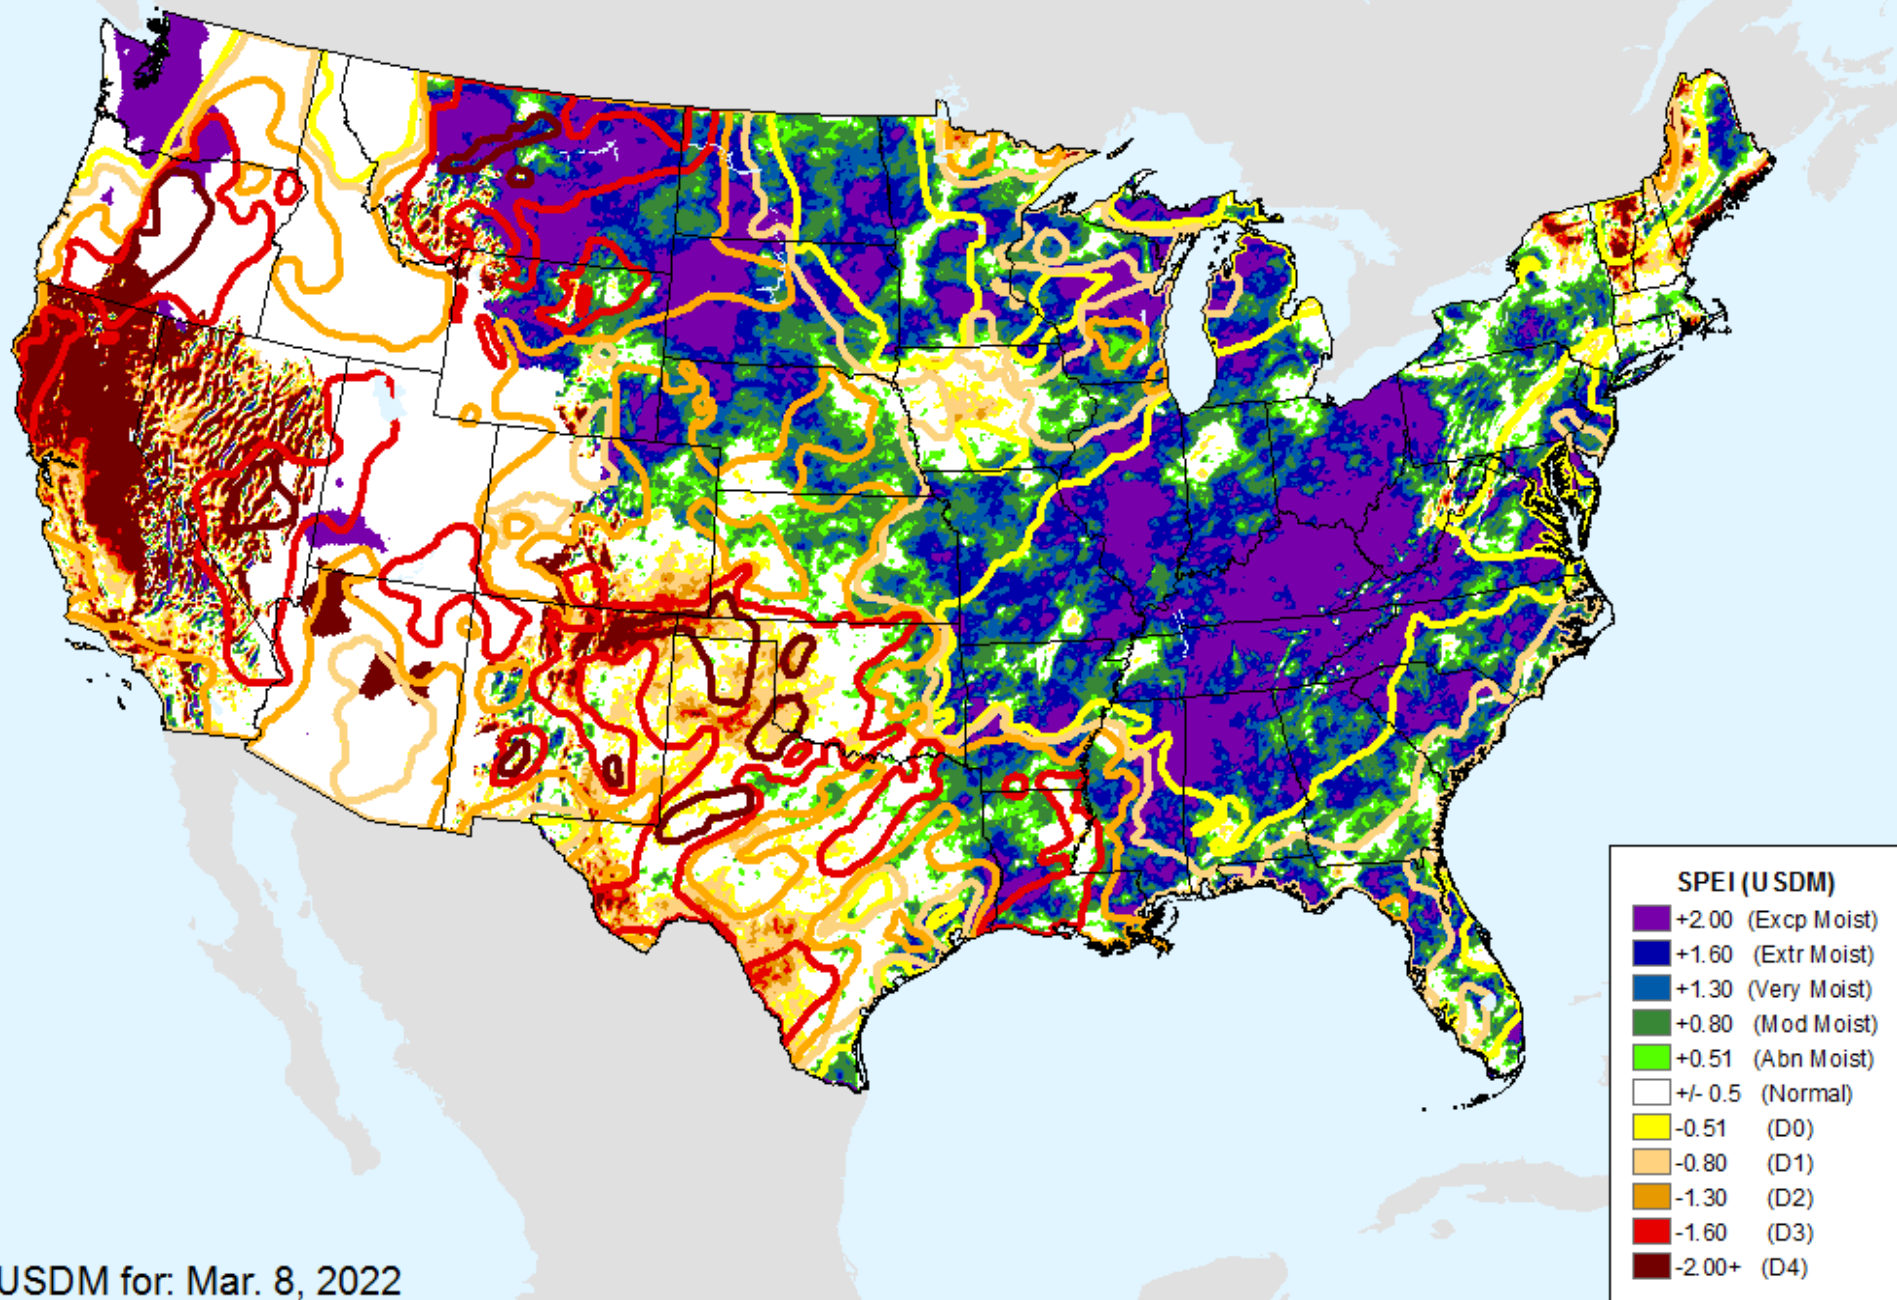 SPEI (USDM)
+2.00 (Excp Moist)
+1.60 (Extr Moist)
+1.30 (Very Moist)
+0.80 (Mod Moist)
+0.51 (Abn Moist)
+/- 0.5 (Normal)
-0.51 (D0)
-0.80 (D1)
-1.30 (D2)
-1.60 (D3)
-2.00+ (D4)
USDM for: Mar. 8, 2022